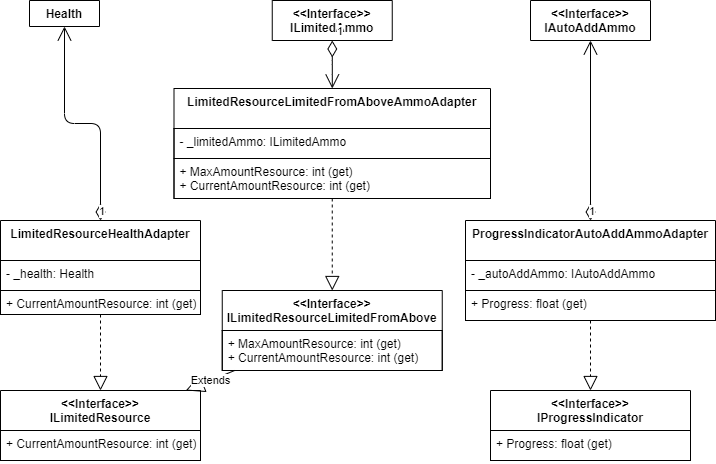 Health
<<Interface>>
ILimitedAmmo
1
<<Interface>>
IAutoAddAmmo
LimitedResourceLimitedFromAboveAmmoAdapter
- _limitedAmmo: ILimitedAmmo
+ MaxAmountResource: int (get)
+ CurrentAmountResource: int (get)
1
1
LimitedResourceHealthAdapter
- _health: Health
+ CurrentAmountResource: int (get)
ProgressIndicatorAutoAddAmmoAdapter
- _autoAddAmmo: IAutoAddAmmo
+ Progress: float (get)
<<Interface>>
ILimitedResourceLimitedFromAbove
+ MaxAmountResource: int (get)
+ CurrentAmountResource: int (get)
Extends
<<Interface>>
ILimitedResource
+ CurrentAmountResource: int (get)
<<Interface>>
IProgressIndicator
+ Progress: float (get)